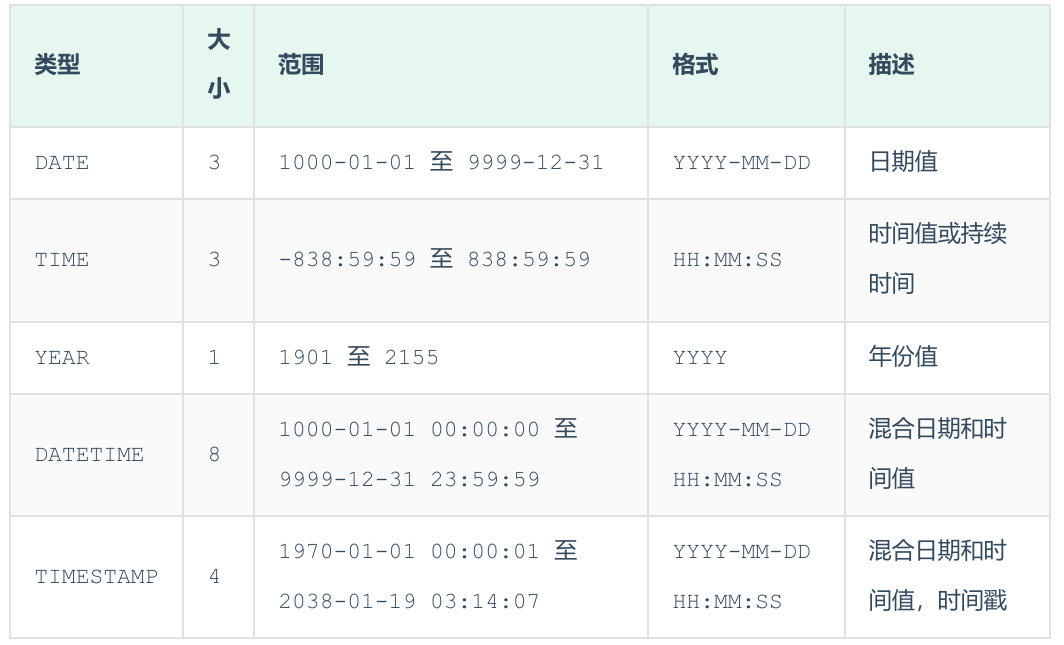 类型 大小 范围 格式 描述
DATE 3 1000-01-01 至 9999-12-31 YYYY-MM-DD 日期值
TIME 3 -838:59:59 至 838:59:59 HH:MM:SS 时间值或持续
时间
YEAR 1 1901 至 2155 YYYY 年份值
DATETIME 8 1000-01-01 00:00:00 至 YYYY-MM-DD 混合日期和时
9999-12-31 23:59:59 HH:MM:SS 间值
TIMESTAMP 4 1970-01-01 00:00:01 至 YYYY-MM-DD 混合日期和时
2038-01-19 03:14:07 HH:MM:SS 间值，时间戳